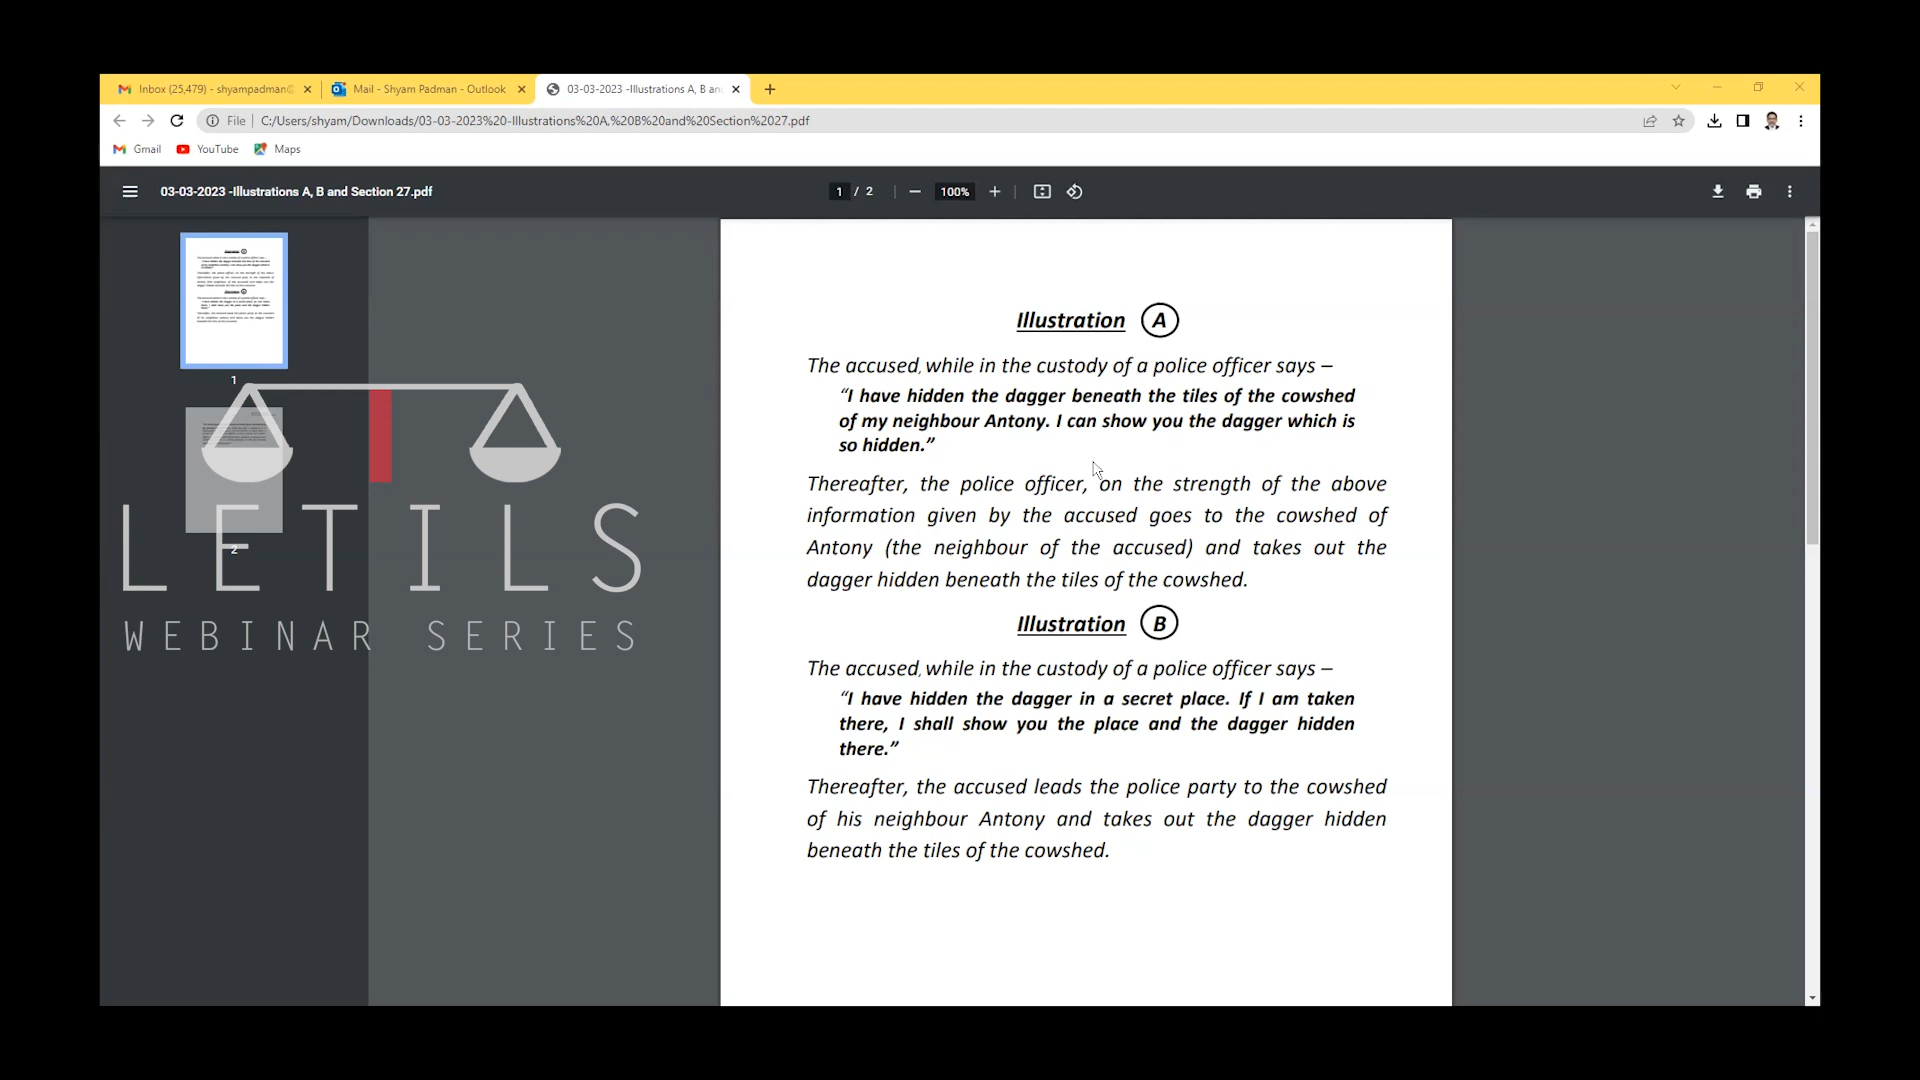 Inbox (25,479) - shyampadman@
Mail - Shyam Padman - Outlook
03-03-2023 -Illustrations A, B an
File
C:/Users/shyam/Downloads/03-03-2023%20-Illustrations%20A,%20B%20and%20Section%2027.pdf
Gmail
YouTube
Maps
03-03-2023 -Illustrations A, B and Section 27.pdf
1 / 2
100%
1
2
LETILS
WEBINAR SERIES
Illustration A
The accused, while in the custody of a police officer says –
“I have hidden the dagger beneath the tiles of the cowshed
of my neighbour Antony. I can show you the dagger which is
so hidden.”
Thereafter, the police officer, on the strength of the above
information given by the accused goes to the cowshed of
Antony (the neighbour of the accused) and takes out the
dagger hidden beneath the tiles of the cowshed.
Illustration B
The accused, while in the custody of a police officer says –
“I have hidden the dagger in a secret place. If I am taken
there, I shall show you the place and the dagger hidden
there.”
Thereafter, the accused leads the police party to the cowshed
of his neighbour Antony and takes out the dagger hidden
beneath the tiles of the cowshed.